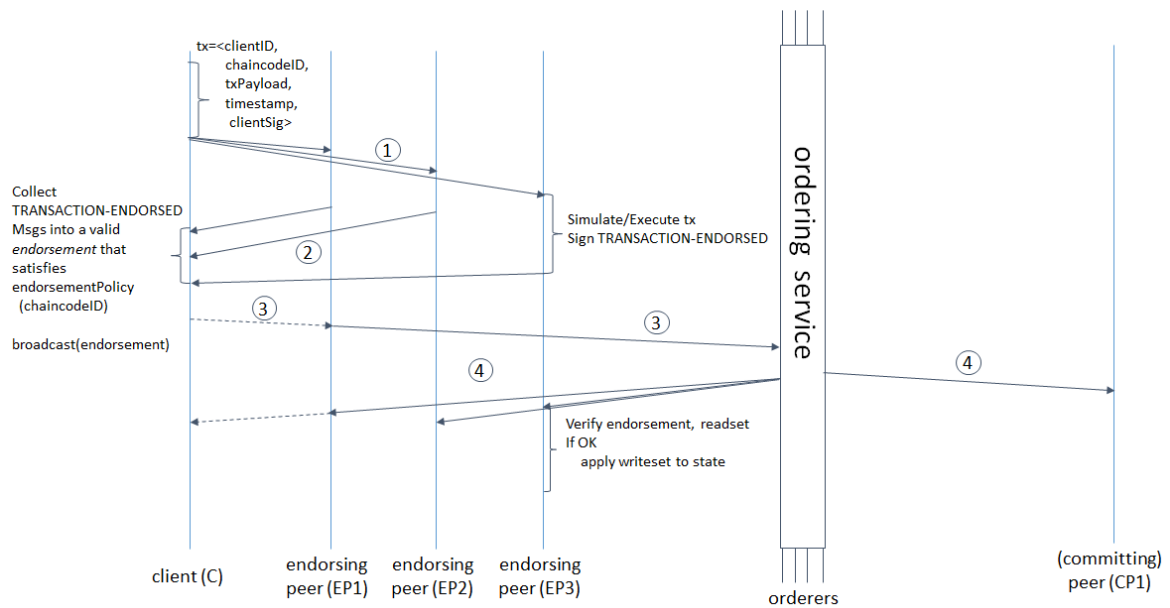 tx=<clientID,
chaincodeID,
txPayload,
timestamp,
clientSig>
1
Collect
TRANSACTION-ENDORSED
Msgs into a valid
endorsement that
satisfies
endorsementPolicy
(chaincodeID)
Simulate/Execute tx
Sign TRANSACTION-ENDORSED
2
3
3
broadcast(endorsement)
ordering service
4
4
Verify endorsement, readset
If OK
apply writeset to state
client (C)
endorsing
peer (EP1)
endorsing
peer (EP2)
endorsing
peer (EP3)
orderers
(committing)
peer (CP1)